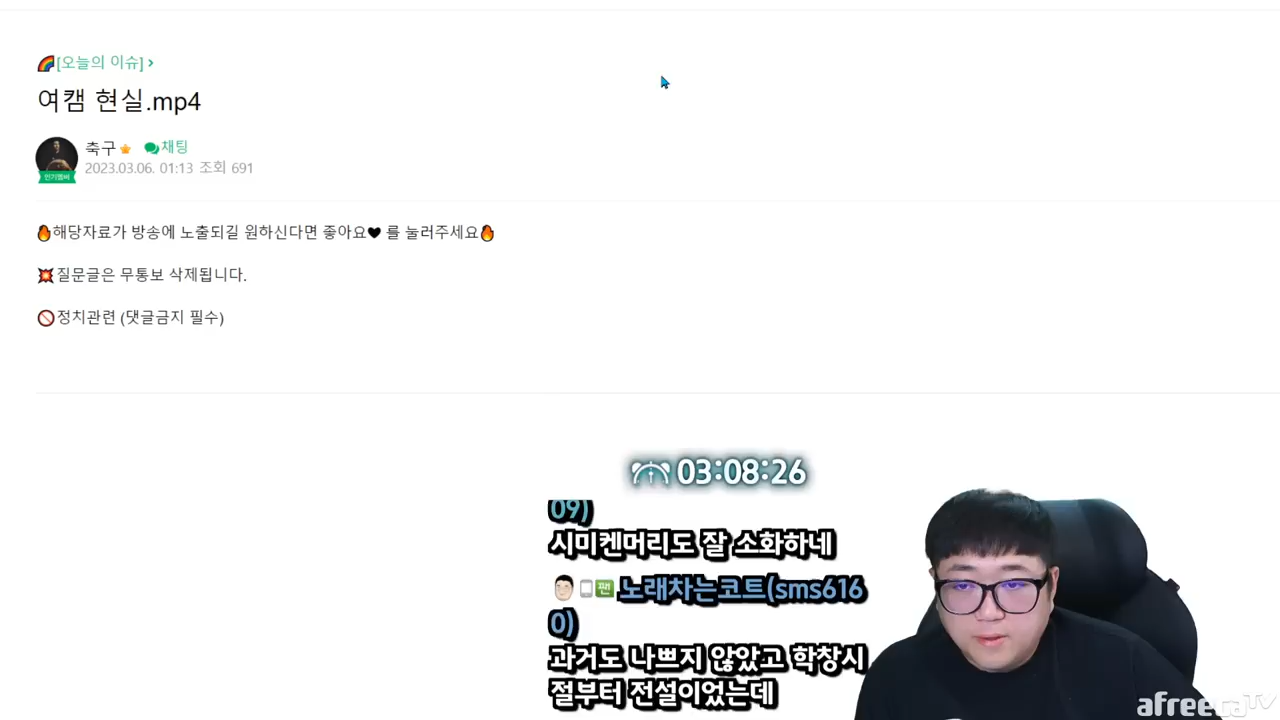 [오늘의 이슈] ›
여캠 현실.mp4
축구 채팅
인기멤버
2023.03.06. 01:13 조회 691
해당자료가 방송에 노출되길 원하신다면 좋아요🖤 를 눌러주세요
질문글은 무통보 삭제됩니다.
정치관련 (댓글금지 필수)
03:08:26
09)
시미켄머리도 잘 소화하네
팬 노래차는코트(sms616
0)
과거도 나쁘지 않았고 학창시
절부터 전설이었는데
afreecaTV